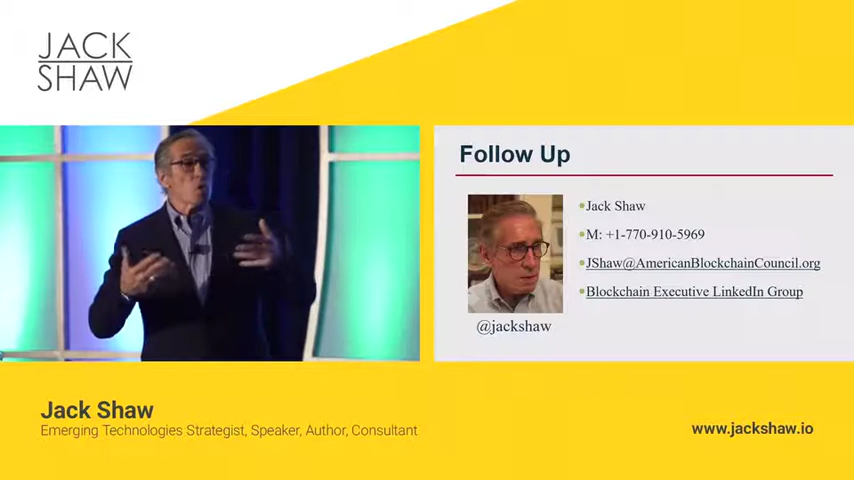 JACK
SHAW
Follow Up
Jack Shaw
M: +1-770-910-5969
JShaw@AmericanBlockchainCouncil.org
Blockchain Executive LinkedIn Group
@jackshaw
Jack Shaw
Emerging Technologies Strategist, Speaker, Author, Consultant
www.jackshaw.io